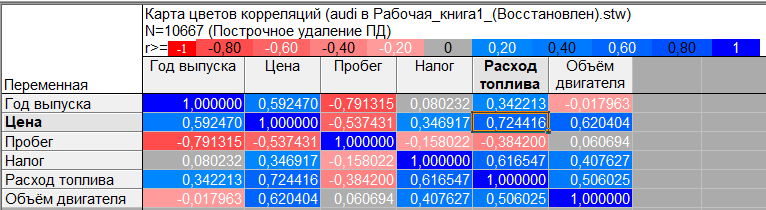 Карта цветов корреляций (audi в Рабочая_книга1_(Восстановлен).stw)
N=10667 (Построчное удаление ПД)
r>= -1 -0,80 -0,60 -0,40 -0,20 0 0,20 0,40 0,60 0,80 1
Переменная Год выпуска Цена Пробег Налог Расход топлива Объём двигателя
Год выпуска 1,000000 0,592470 -0,791315 0,080232 0,342213 -0,017963
Цена 0,592470 1,000000 -0,537431 0,346917 0,724416 0,620404
Пробег -0,791315 -0,537431 1,000000 -0,158022 -0,384200 0,060694
Налог 0,080232 0,346917 -0,158022 1,000000 0,616547 0,407627
Расход топлива 0,342213 0,724416 -0,384200 0,616547 1,000000 0,506025
Объём двигателя -0,017963 0,620404 0,060694 0,407627 0,506025 1,000000